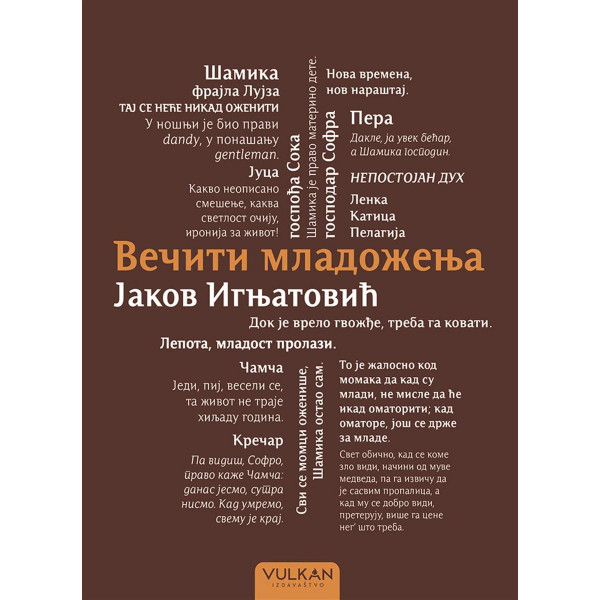 Шамика
фрајла Лујза
ТАЈ СЕ НЕЋЕ НИКАД ОЖЕНИТИ
У ношњи је био прави
dandy, у понашању
gentleman.
Јуца
Какво неописано
смешење, каква
светлост очију,
иронија за живот!
госпођа Сока
Шамика је право материно дете.
господар Софра
Нова времена,
нов нараштај.
Пера
Дакле, ја увек бећар,
а Шамика господин.
НЕПОСТОЈАН ДУХ
Ленка
Катица
Пелагија
Вечити младожења
Јаков Игњатовић
Док је врело гвожђе, треба га ковати.
Лепота, младост пролази.
Чамча
Једи, пиј, весели се,
та живот не траје
хиљаду година.
Кречар
Па видиш, Софро,
право каже Чамча:
данас јесмо, сутра
нисмо. Кад умремо,
свему је крај.
Сви се момци оженише,
Шамика остао сам.
То је жалосно код
момака да кад су
млади, не мисле да ће
икад оматорити; кад
оматоре, још се држе
за младе.
Свет обично, кад се коме
зло види, начини од муве
медведа, па га извичу да
је сасвим пропалица, а
кад му се добро види,
претерују, више га цене
нег' што треба.
VULKAN
IZDAVAŠTVO